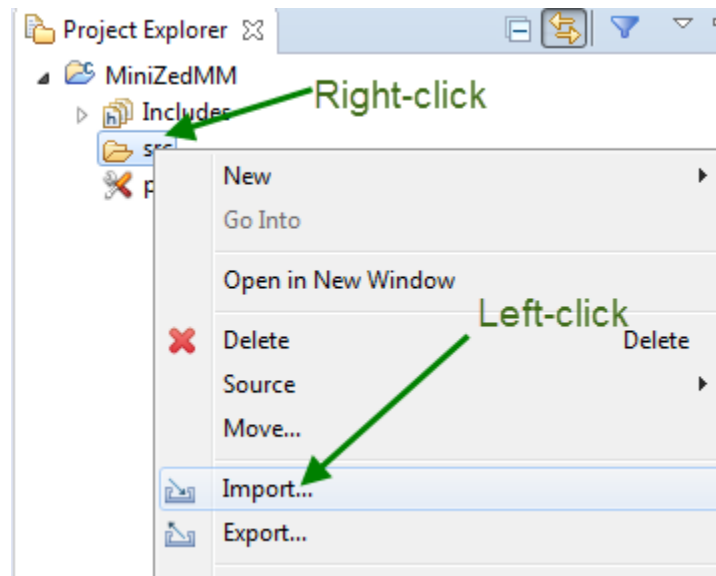 Project Explorer
MiniZedMM
Right-click
Includes
src
New
Go Into
Open in New Window
Left-click
Delete Delete
Source
Move...
Import...
Export...